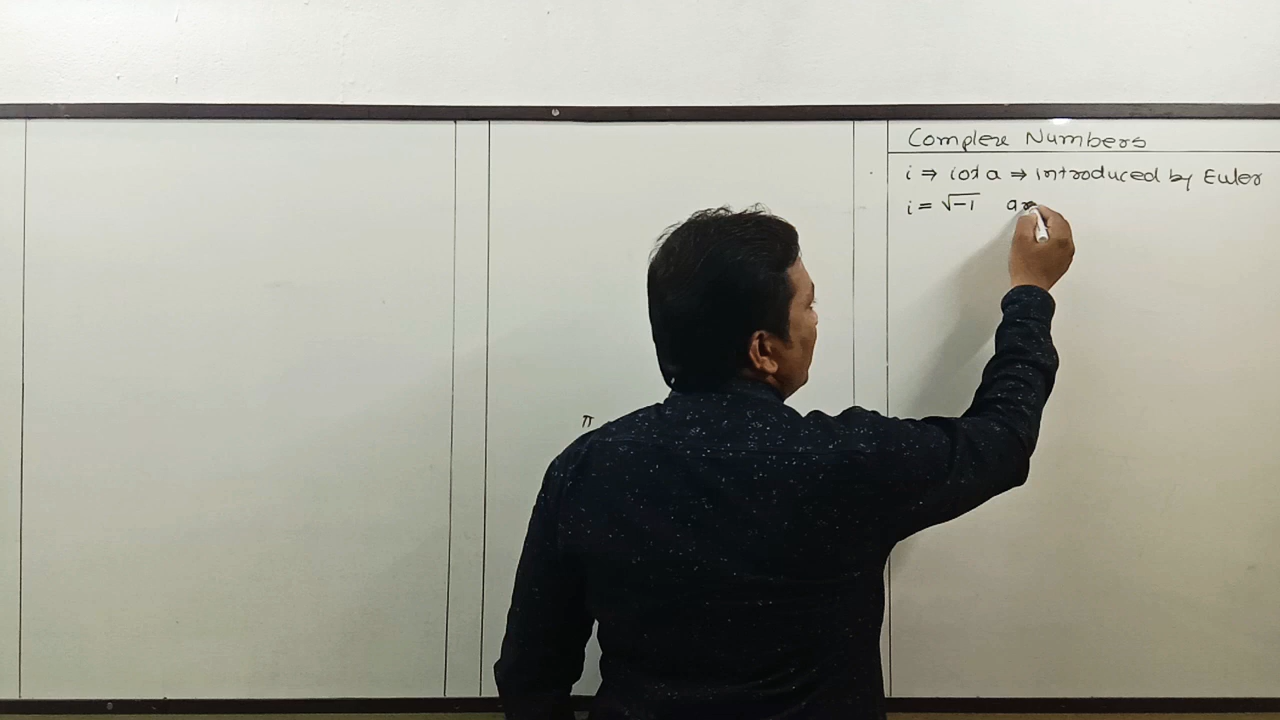 Complex Numbers
i ⇒ iota ⇒ introduced by Euler
i = √-1
π